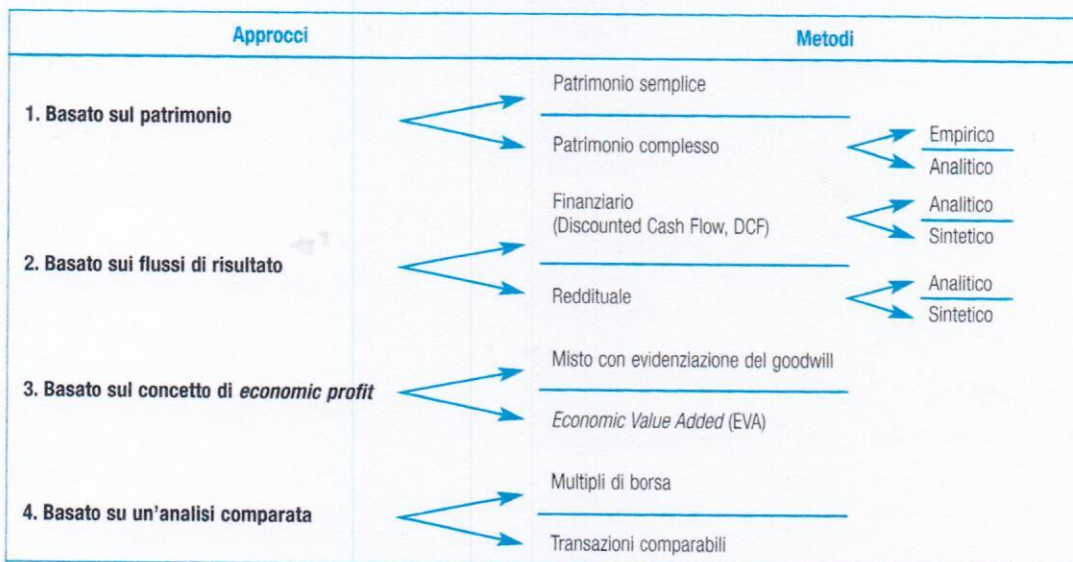 Approcci
Metodi
1. Basato sul patrimonio
Patrimonio semplice
Patrimonio complesso
Empirico
Analitico
2. Basato sui flussi di risultato
Finanziario
(Discounted Cash Flow, DCF)
Analitico
Sintetico
Reddituale
Analitico
Sintetico
3. Basato sul concetto di economic profit
Misto con evidenziazione del goodwill
Economic Value Added (EVA)
4. Basato su un'analisi comparata
Multipli di borsa
Transazioni comparabili